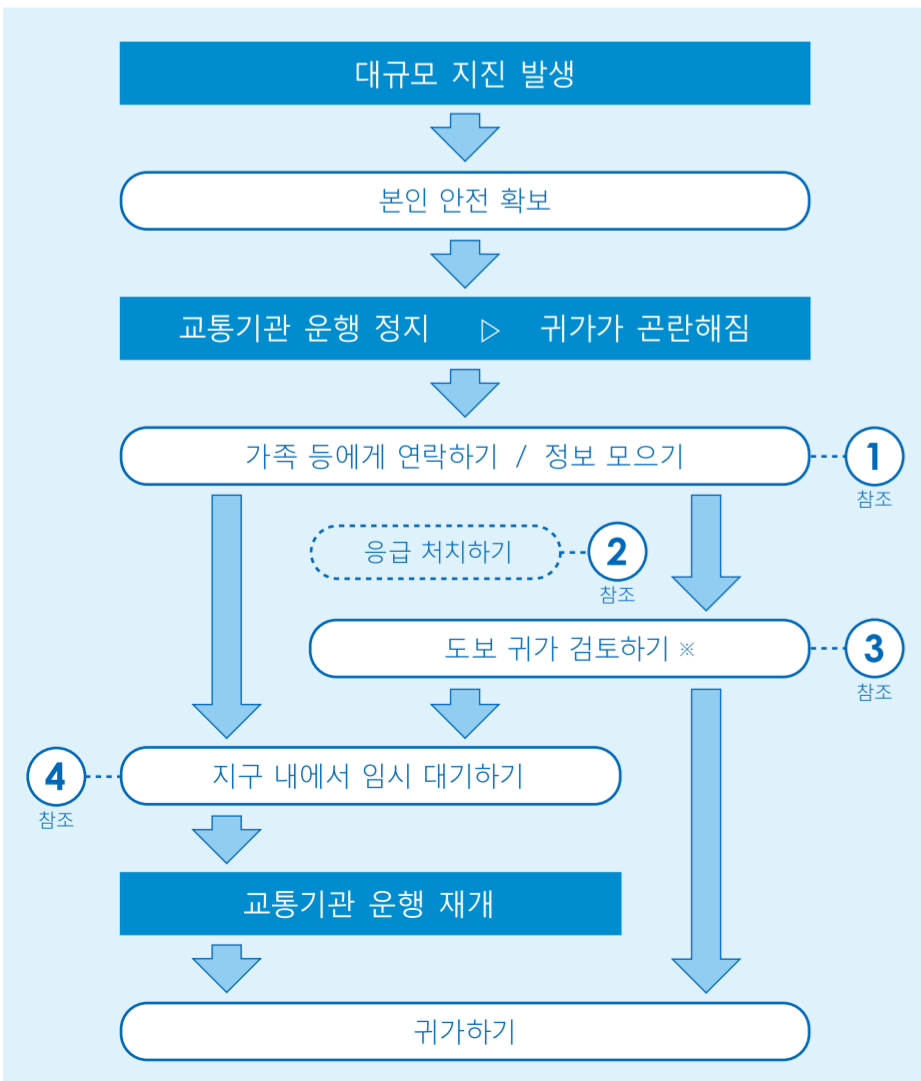 대규모 지진 발생
본인 안전 확보
교통기관 운행 정지 ▷ 귀가가 곤란해짐
가족 등에게 연락하기 / 정보 모으기
1
참조
응급 처치하기
2
참조
도보 귀가 검토하기 ※
3
참조
4
참조
지구 내에서 임시 대기하기
교통기관 운행 재개
귀가하기